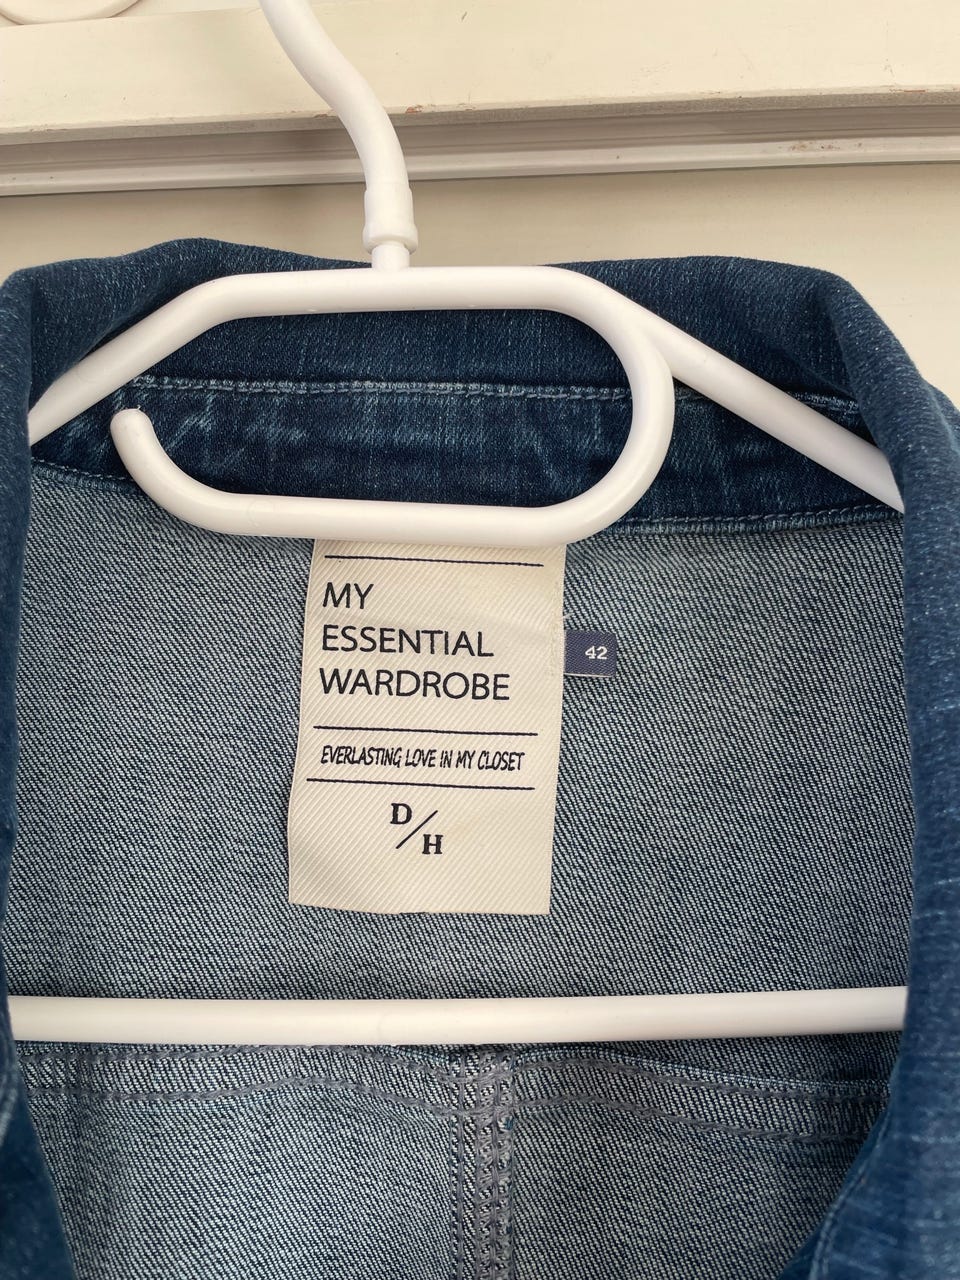 MY
ESSENTIAL
WARDROBE
42
EVERLASTING LOVE IN MY CLOSET
D/H